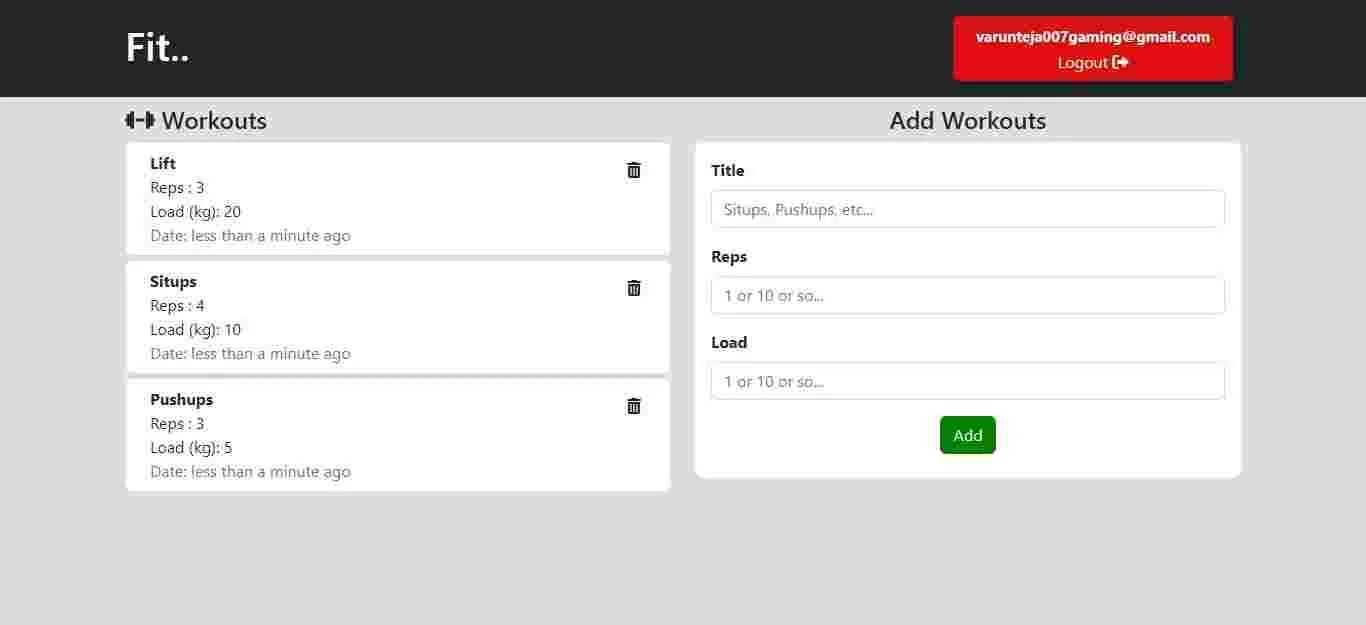 Fit..
varunteja007gaming@gmail.com
Logout
Workouts
Lift
Reps : 3
Load (kg): 20
Date: less than a minute ago
Situps
Reps : 4
Load (kg): 10
Date: less than a minute ago
Pushups
Reps : 3
Load (kg): 5
Date: less than a minute ago
Add Workouts
Title
Situps, Pushups, etc...
Reps
1 or 10 or so...
Load
1 or 10 or so...
Add